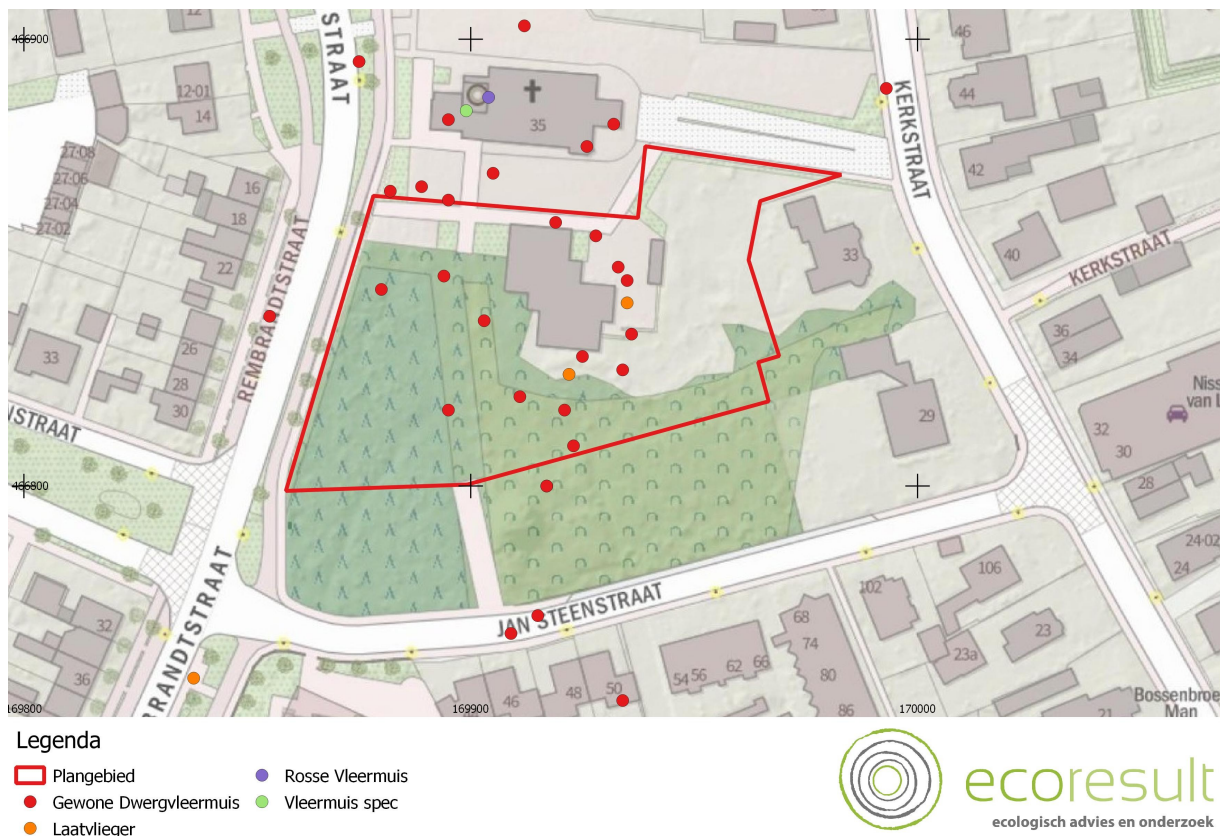 466900
STRAAT
12
12-01
14
35
KERKSTRAAT
46
44
42
27-08
27-06
27-04
27-02
16
18
22
REMBRANDTSTRAAT
33
40
KERKSTRAAT
33
26
28
30
36
34
NSTRAAT
29
Niss
van L
32
30
28
466800
24-02
24
BRANDTSTRAAT
JAN STEENSTRAAT
32
36
102
106
68
74
80
86
23
23a
54 56
62 66
46
48
50
Bossenbroe
Man
21
169800
169900
170000
Legenda
Plangebied
Rosse Vleermuis
Gewone Dwergvleermuis
Vleermuis spec
Laatvlieger
ecoresult
ecologisch advies en onderzoek